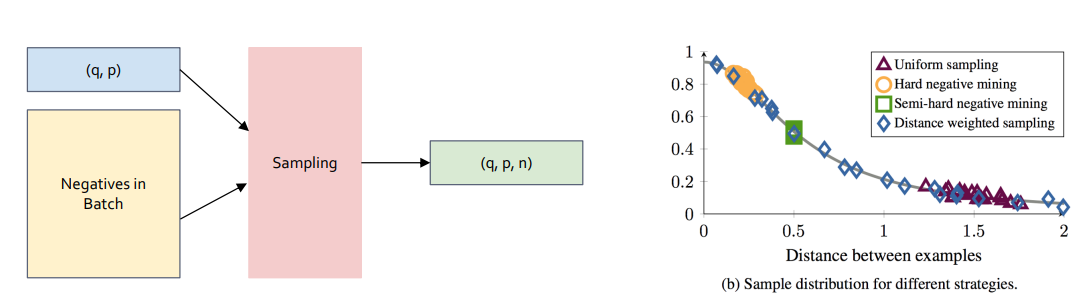 (q, p)
Negatives in
Batch
Sampling
(q, p, n)
1
0.8
0.6
0.4
0.2
0
0
0.5
1
1.5
2
Uniform sampling
Hard negative mining
Semi-hard negative mining
Distance weighted sampling
Distance between examples
(b) Sample distribution for different strategies.